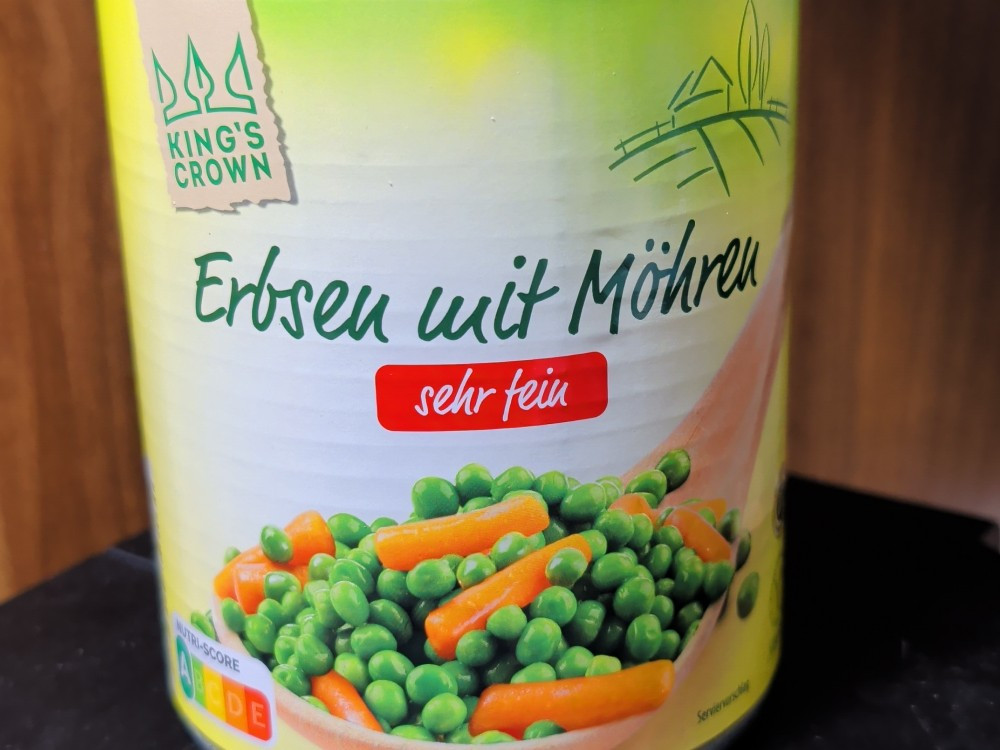 KING'S
CROWN
Erbsen mit Möhren
sehr fein
NUTRI-SCORE
A B C D E
Serviervorschlag